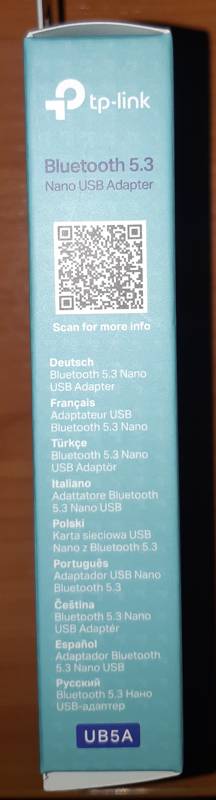 tp-link
Bluetooth 5.3
Nano USB Adapter
Scan for more info
Deutsch
Bluetooth 5.3 Nano
USB Adapter
Français
Adaptateur USB
Bluetooth 5.3 Nano
Türkçe
Bluetooth 5.3 Nano
USB Adaptör
Italiano
Adattatore Bluetooth
5.3 Nano USB
Polski
Karta sieciowa USB
Nano z Bluetooth 5.3
Português
Adaptador USB Nano
Bluetooth 5.3
Čeština
Bluetooth 5.3 Nano
USB Adaptér
Español
Adaptador Bluetooth
5.3 Nano USB
Русский
Bluetooth 5.3 Нано
USB-адаптер
UB5A